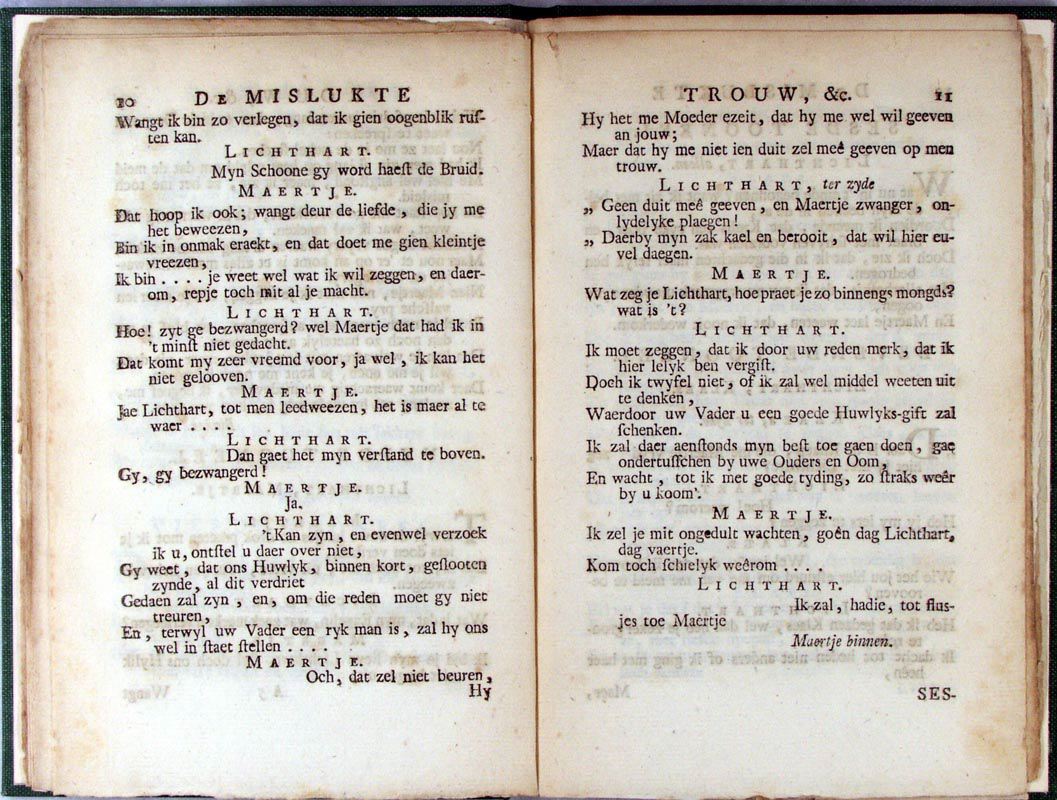 10 DE MISLUKTE
Wangt ik bin zo verlegen, dat ik gien oogenblik ruſ-
ten kan.
LICHTHART.
Myn Schoone gy word haeſt de Bruid.
MAERTJE.
Dat hoop ik ook; wangt deur de liefde, die jy me
het beweezen,
Bin ik in onmak eraekt, en dat doet me gien kleintje
vreezen,
Ik bin .... je weet wel wat ik wil zeggen, en daer-
om, repje toch mit al je macht.
LICHTHART.
Hoe! zyt ge bezwangerd? wel Maertje dat had ik in
't minſt niet gedacht.
Dat komt my zeer vreemd voor, ja wel, ik kan het
niet gelooven.
MAERTJE.
Jae Lichthart, tot men leedweezen, het is maer al te
waer ....
LICHTHART.
Dan gaet het myn verſtand te boven.
Gy, gy bezwangerd!
MAERTJE.
Ja.
LICHTHART.
't Kan zyn, en evenwel verzoek
ik u, ontſtel u daer over niet,
Gy weet, dat ons Huwlyk, binnen kort, geſlooten
zynde, al dit verdriet
Gedaen zal zyn, en, om die reden moet gy niet
treuren,
En, terwyl uw Vader een ryk man is, zal hy ons
wel in ſtaet ſtellen ....
MAERTJE.
Och, dat zel niet beuren,
Hy
TROUW, &c. 11
Hy het me Moeder ezeit, dat hy me wel wil geeven
an jouw;
Maer dat hy me niet ien duit zel meê geeven op men
trouw.
LICHTHART, ter zyde
„ Geen duit meê geeven, en Maertje zwanger, on-
lydelyke plaegen!
„ Daerby myn zak kael en berooit, dat wil hier eu-
vel daegen.
MAERTJE.
Wat zeg je Lichthart, hoe praet je zo binnengs mongds?
wat is 't?
LICHTHART.
Ik moet zeggen, dat ik door uw reden merk, dat ik
hier lelyk ben vergiſt.
Doch ik twyfel niet, of ik zal wel middel weeten uit
te denken,
Waerdoor uw Vader u een goede Huwlyks-gift zal
ſchenken.
Ik zal daer aenſtonds myn beſt toe gaen doen, gae
ondertuſſchen by uwe Ouders en Oom,
En wacht, tot ik met goede tyding, zo ſtraks weêr
by u koom'.
MAERTJE.
Ik zel je mit ongedult wachten, goên dag Lichthart,
dag vaertje.
Kom toch ſchielyk weêrom ....
LICHTHART.
Ik zal, hadie, tot fluſ-
jes toe Maertje
Maertje binnen.
SES-